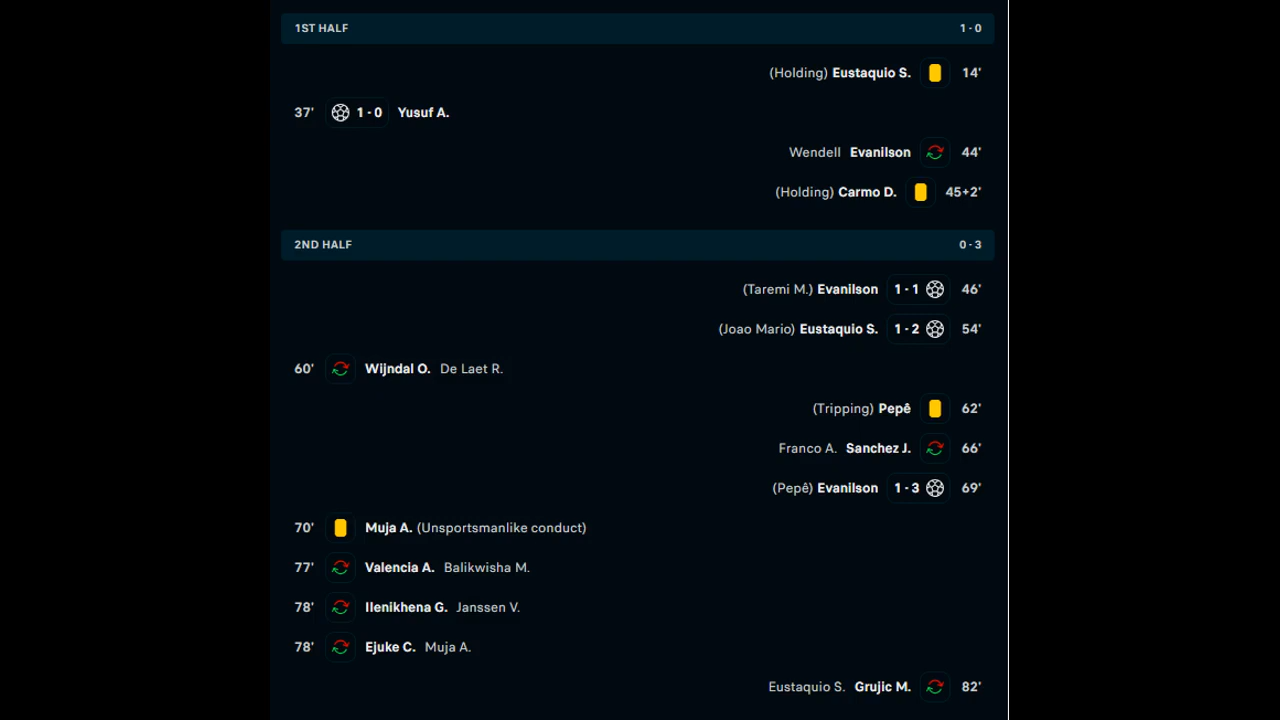 1ST HALF 1 - 0
(Holding) Eustaquio S. 14'
37' 1 - 0 Yusuf A.
Wendell Evanilson 44'
(Holding) Carmo D. 45+2'
2ND HALF 0 - 3
(Taremi M.) Evanilson 1 - 1 46'
(Joao Mario) Eustaquio S. 1 - 2 54'
60' Wijndal O. De Laet R.
(Tripping) Pepê 62'
Franco A. Sanchez J. 66'
(Pepê) Evanilson 1 - 3 69'
70' Muja A. (Unsportsmanlike conduct)
77' Valencia A. Balikwisha M.
78' Ilenikhena G. Janssen V.
78' Ejuke C. Muja A.
Eustaquio S. Grujic M. 82'